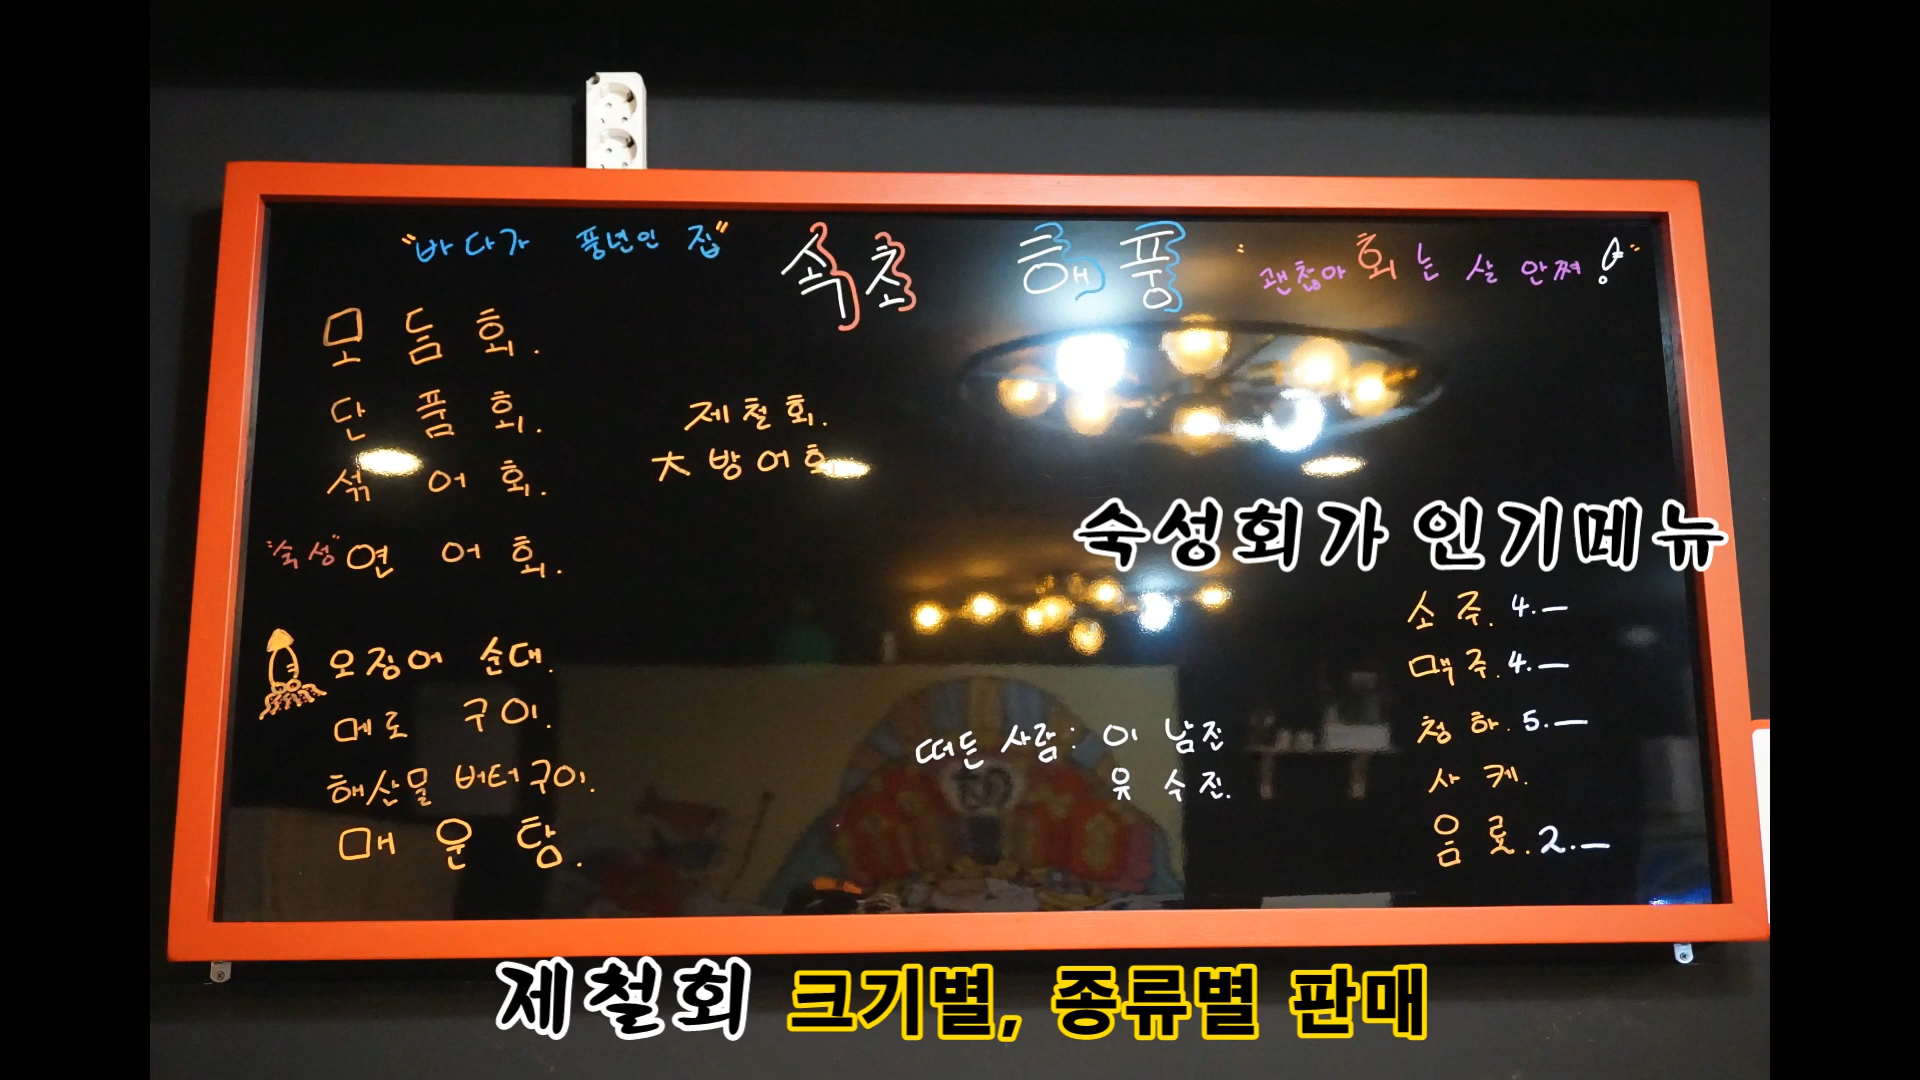 "바다가 풍년인 집" 속초 해풍 "괜찮아 회는 살 안쪄!"
모듬회.
단품회.
섞어회.
"숙성" 연어회.
제철회.
大방어회
숙성회가 인기메뉴
오징어 순대.
메로 구이.
해산물 버터구이.
매운탕.
떠든 사람: 이남진
유수진.
소주. 4.―
맥주. 4.―
청하. 5.―
사케.
음료. 2.―
제철회 크기별, 종류별 판매